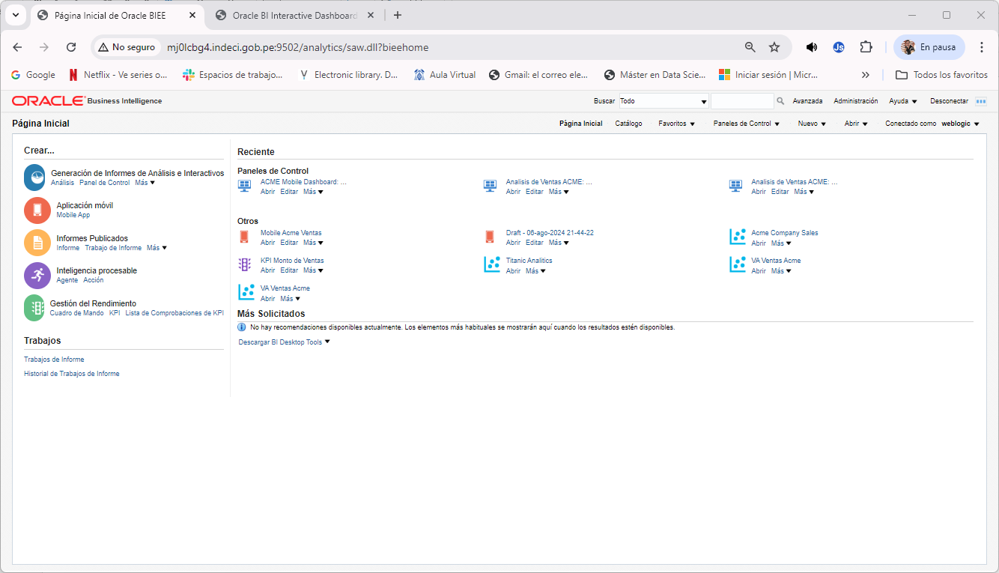 Página Inicial de Oracle BIEE
Oracle BI Interactive Dashboard
No seguro mj0lcbg4.indeci.gob.pe:9502/analytics/saw.dll?bieehome
En pausa
Google Netflix - Ve series o... Espacios de trabajo... Electronic library. D... Aula Virtual Gmail: el correo ele... Máster en Data Scie... Iniciar sesión | Micr... » Todos los favoritos
ORACLE Business Intelligence
Buscar Todo Avanzada Administración Ayuda Desconectar
Página Inicial
Página Inicial Catálogo Favoritos Paneles de Control Nuevo Abrir Conectado como weblogic
Crear...
Generación de Informes de Análisis e Interactivos
Análisis Panel de Control Más
Aplicación móvil
Mobile App
Informes Publicados
Informe Trabajo de Informe Más
Inteligencia procesable
Agente Acción
Gestión del Rendimiento
Cuadro de Mando KPI Lista de Comprobaciones de KPI
Trabajos
Trabajos de Informe
Historial de Trabajos de Informe
Reciente
Paneles de Control
ACME Mobile Dashboard: ...
Abrir Editar Más
Analisis de Ventas ACME: ...
Abrir Editar Más
Analisis de Ventas ACME: ...
Abrir Editar Más
Otros
Mobile Acme Ventas
Abrir Editar Más
Draft - 06-ago-2024 21-44-22
Abrir Editar Más
Acme Company Sales
Abrir Más
KPI Monto de Ventas
Abrir Editar Más
Titanic Analitics
Abrir Más
VA Ventas Acme
Abrir Más
VA Ventas Acme
Abrir Más
Más Solicitados
No hay recomendaciones disponibles actualmente. Los elementos más habituales se mostrarán aquí cuando los resultados estén disponibles.
Descargar BI Desktop Tools